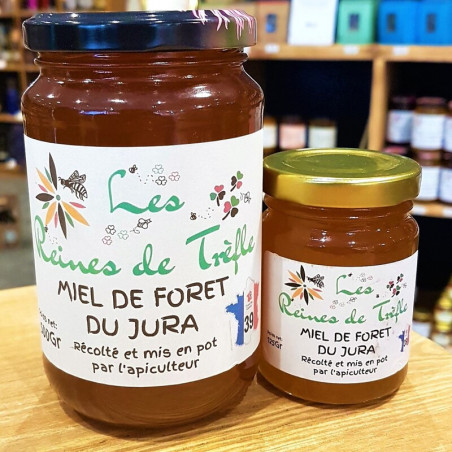 Les
Reines de Trèfle
MIEL DE FORET
DU JURA
Récolté et mis en pot
par l'apiculteur
39
Les
Reines de Trèfle
MIEL DE FORET
DU JURA
Récolté et mis en pot
par l'apiculteur